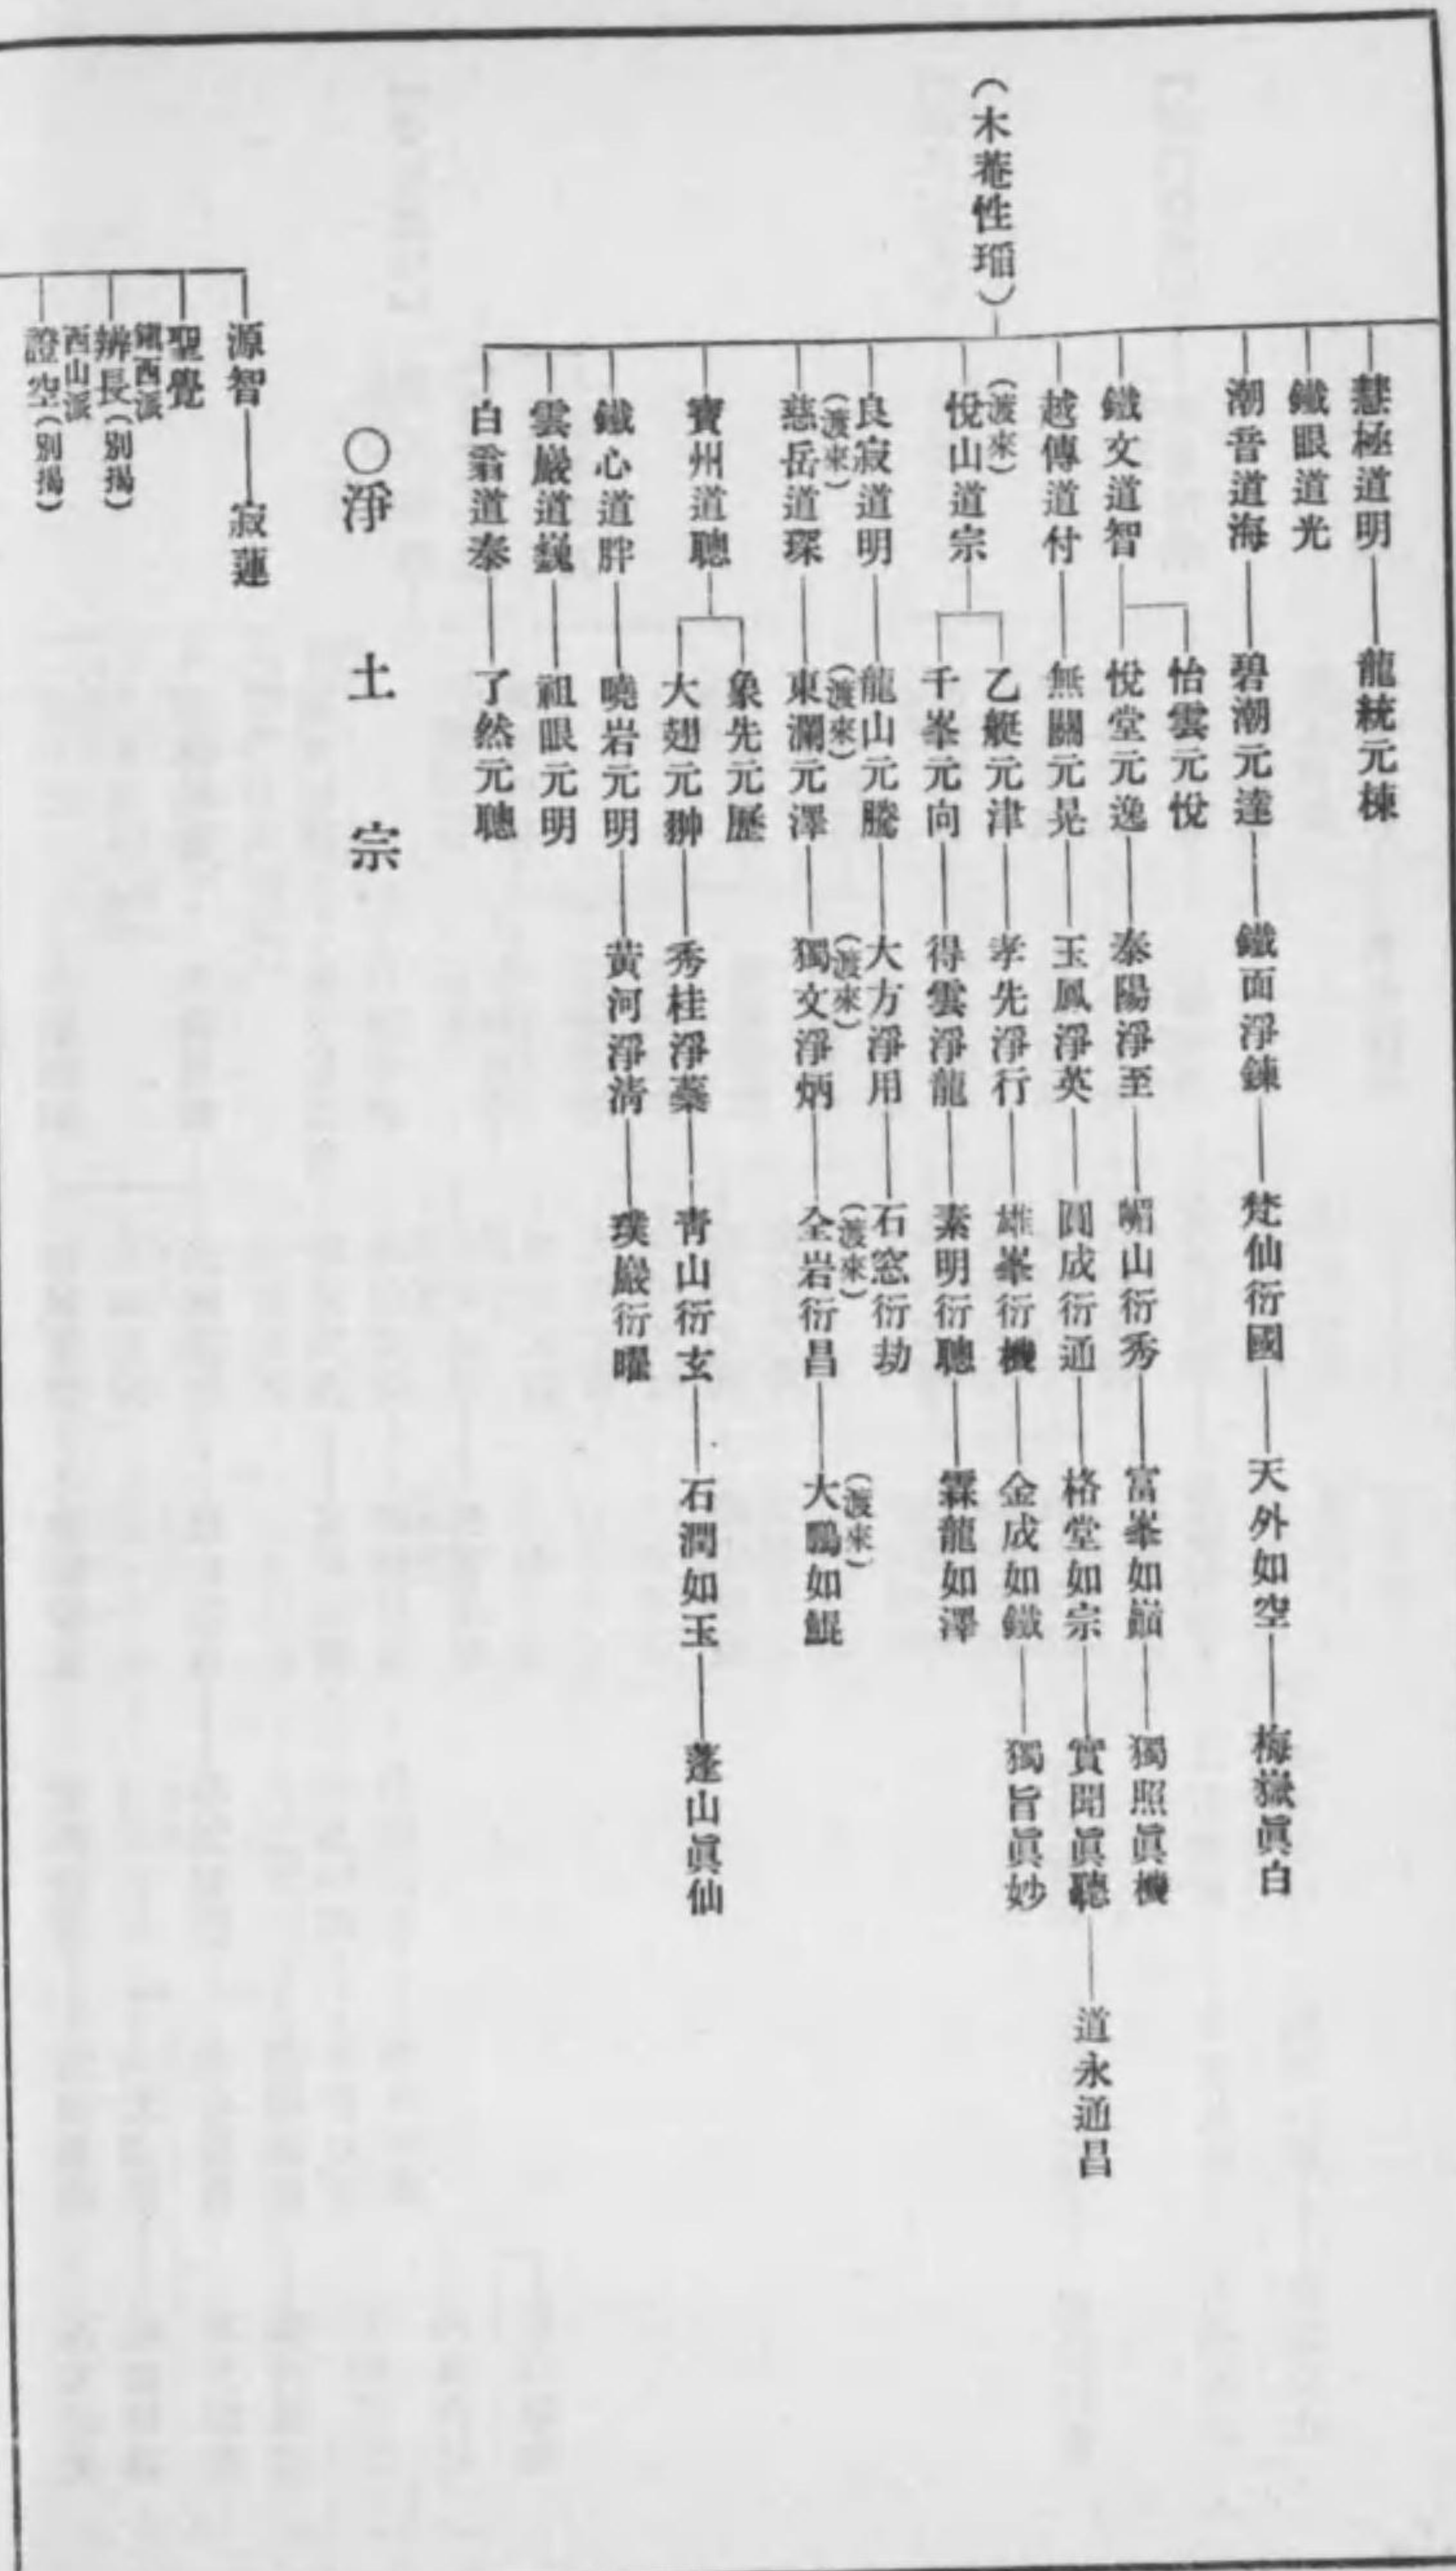 (木菴性瑫)
慧極道明―龍統元棟
鐵眼道光
潮音道海―碧潮元達―鐵面淨鍊―梵仙衍國―天外如空―梅嶽眞白
怡雲元悅
鐵文道智―悅堂元逸―泰陽淨至―嵋山衍秀―富峯如巓―獨照眞機
越傳道付―無關元晃―玉鳳淨英―圓成衍通―格堂如宗―實聞眞聽―道永通昌
(渡來)
乙艇元津―孝先淨行―雄峯衍機―金成如鐵―獨旨眞妙
悅山道宗―千峯元向―得雲淨龍―素明衍聰―霖龍如澤
良寂道明―龍山元騰―大方淨用―石窓衍劫
(渡來)(渡來)(渡來)(渡來)(渡來)
慈岳道琛―東瀾元澤―獨文淨炳―全岩衍昌―大鵬如鯤
象先元歷
寶州道聰―大翅元翀―秀桂淨蘂―青山衍玄―石潤如玉―蓬山眞仙
鐵心道胖―曉岩元明―黃河淨清―璞巖衍曜
雲巖道巍―祖眼元明
白翁道泰―了然元聰
○淨土宗
源智―寂蓮
聖覺
鎭西派
辨長(別揭)
西山派
證空(別揭)